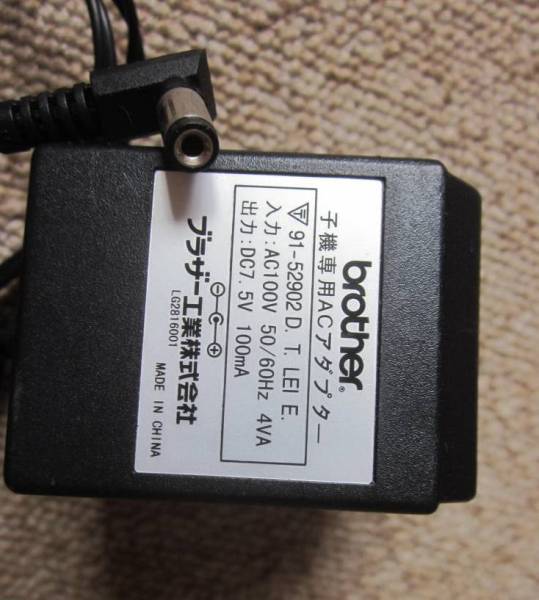 brother®
子機専用ACアダプター
91-52902 D. T. LEI E.
入力:AC100V 50/60Hz 4VA
出力:DC7.5V 100mA
ブラザー工業株式会社
LG2816001
MADE IN CHINA